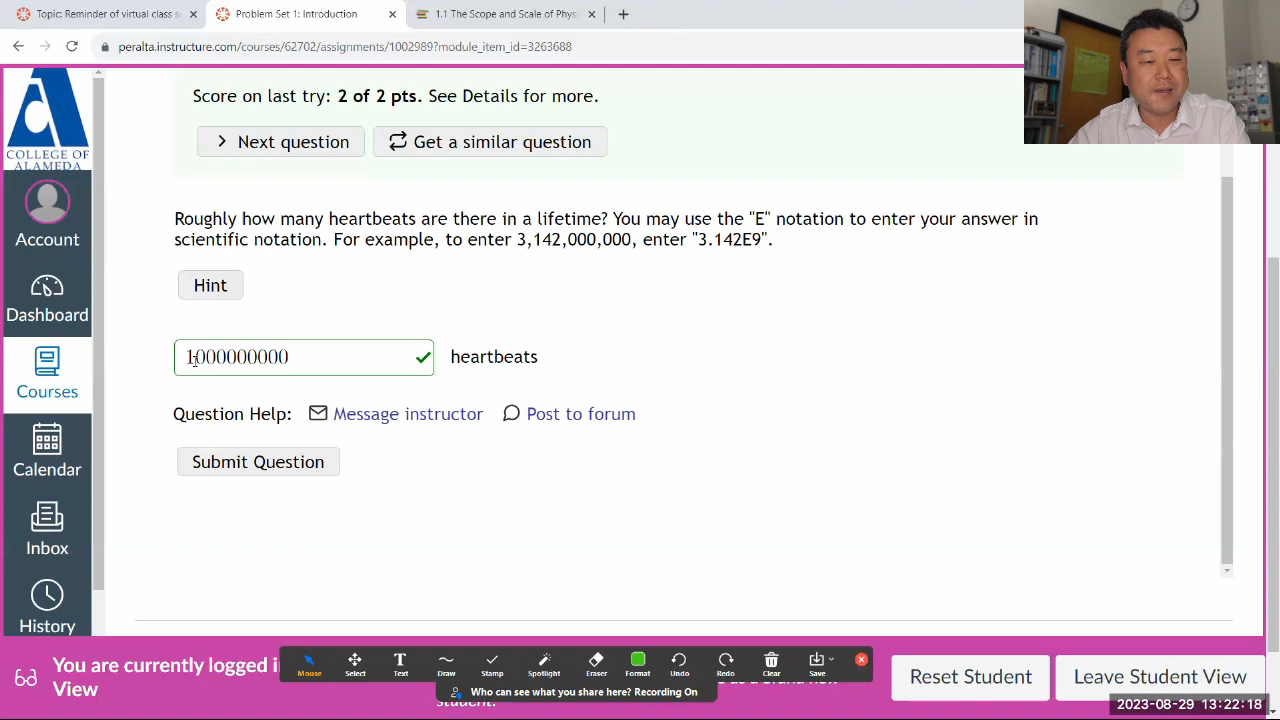 Topic: Reminder of virtual class s
Problem Set 1: Introduction
1.1 The Scope and Scale of Physi
peralta.instructure.com/courses/62702/assignments/1002989?module_item_id=3263688
COLLEGE OF
ALAMEDA
Account
Dashboard
Courses
Calendar
Inbox
History
Score on last try: 2 of 2 pts. See Details for more.
Next question
Get a similar question
Roughly how many heartbeats are there in a lifetime? You may use the "E" notation to enter your answer in
scientific notation. For example, to enter 3,142,000,000, enter "3.142E9".
Hint
1000000000
heartbeats
Question Help:
Message instructor
Post to forum
Submit Question
You are currently logged i
View
student.
Mouse
Select
Text
Draw
Stamp
Spotlight
Eraser
Format
Undo
Redo
Clear
Save
Who can see what you share here? Recording On
Reset Student
Leave Student View
2023-08-29 13:22:18